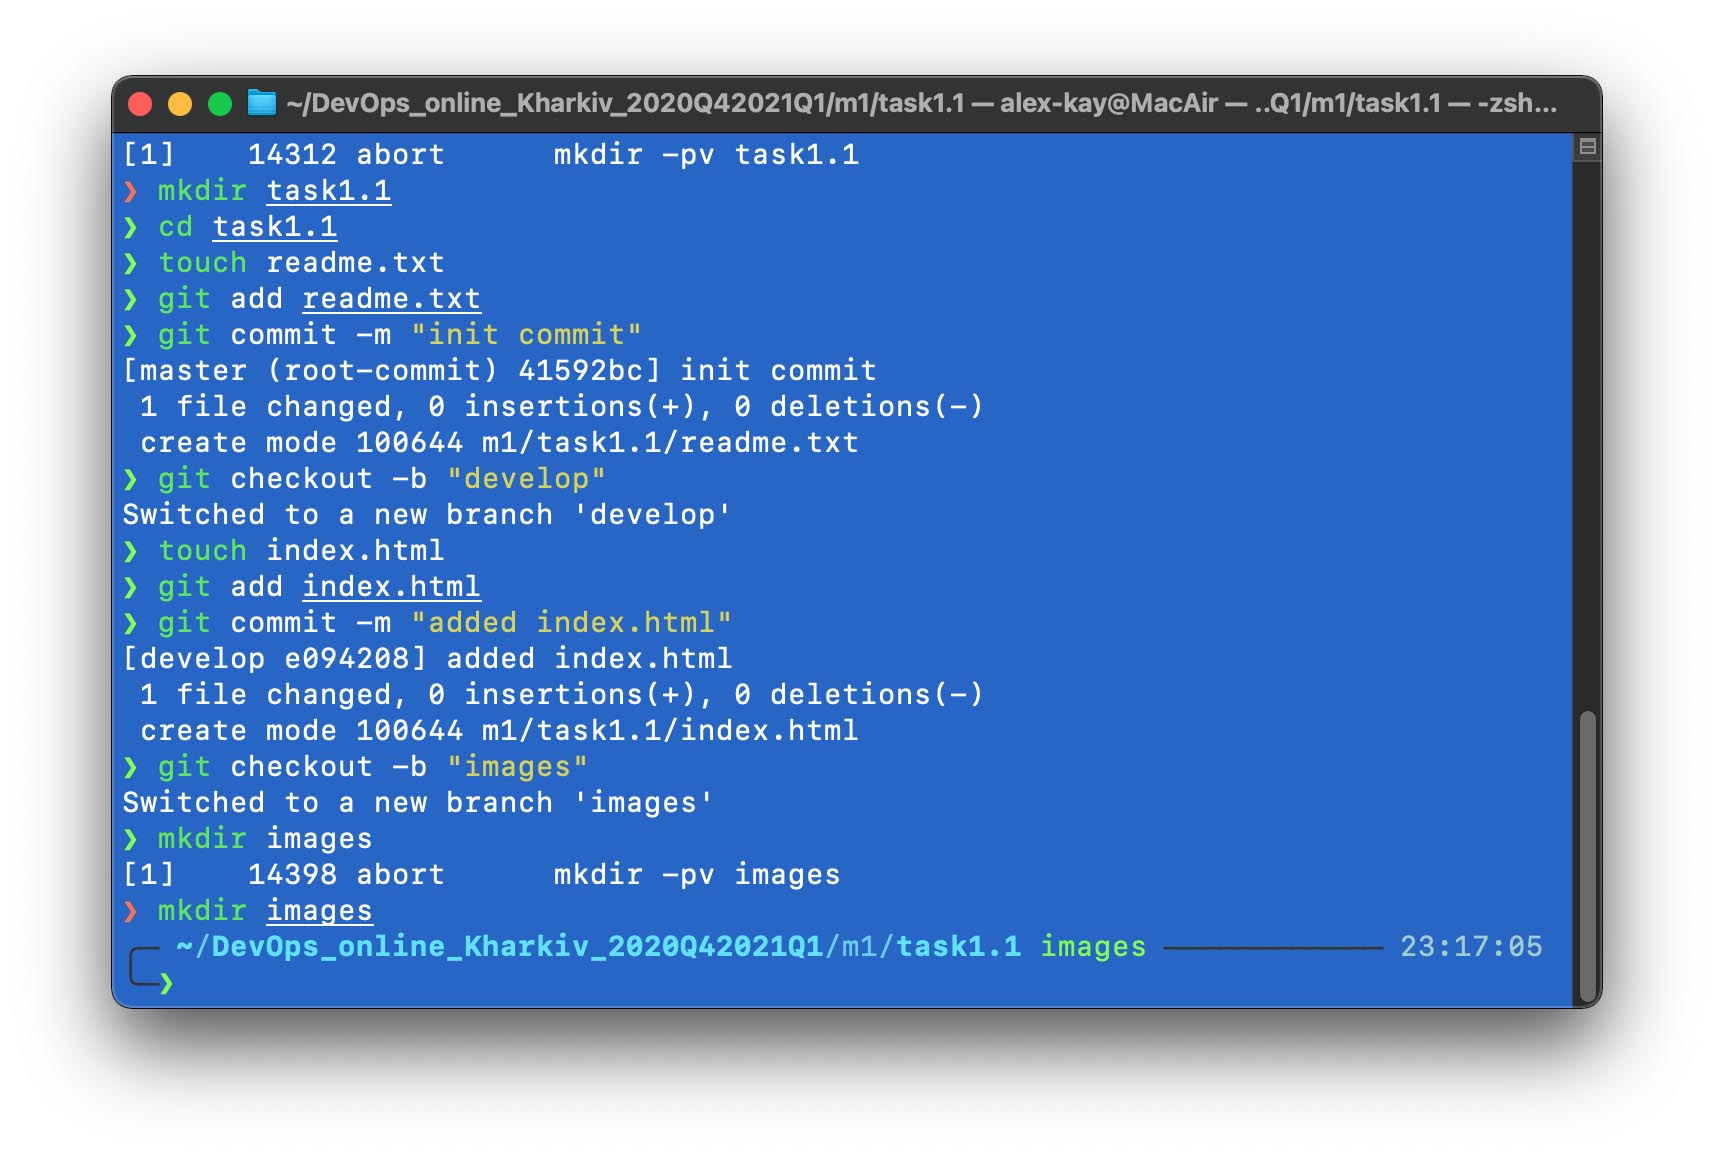 ~/DevOps_online_Kharkiv_2020Q42021Q1/m1/task1.1 — alex-kay@MacAir — ..Q1/m1/task1.1 — -zsh...
[1]    14312 abort      mkdir -pv task1.1
❯ mkdir task1.1
❯ cd task1.1
❯ touch readme.txt
❯ git add readme.txt
❯ git commit -m "init commit"
[master (root-commit) 41592bc] init commit
 1 file changed, 0 insertions(+), 0 deletions(-)
 create mode 100644 m1/task1.1/readme.txt
❯ git checkout -b "develop"
Switched to a new branch 'develop'
❯ touch index.html
❯ git add index.html
❯ git commit -m "added index.html"
[develop e094208] added index.html
 1 file changed, 0 insertions(+), 0 deletions(-)
 create mode 100644 m1/task1.1/index.html
❯ git checkout -b "images"
Switched to a new branch 'images'
❯ mkdir images
[1]    14398 abort      mkdir -pv images
❯ mkdir images
~/DevOps_online_Kharkiv_2020Q42021Q1/m1/task1.1 images 23:17:05
❯